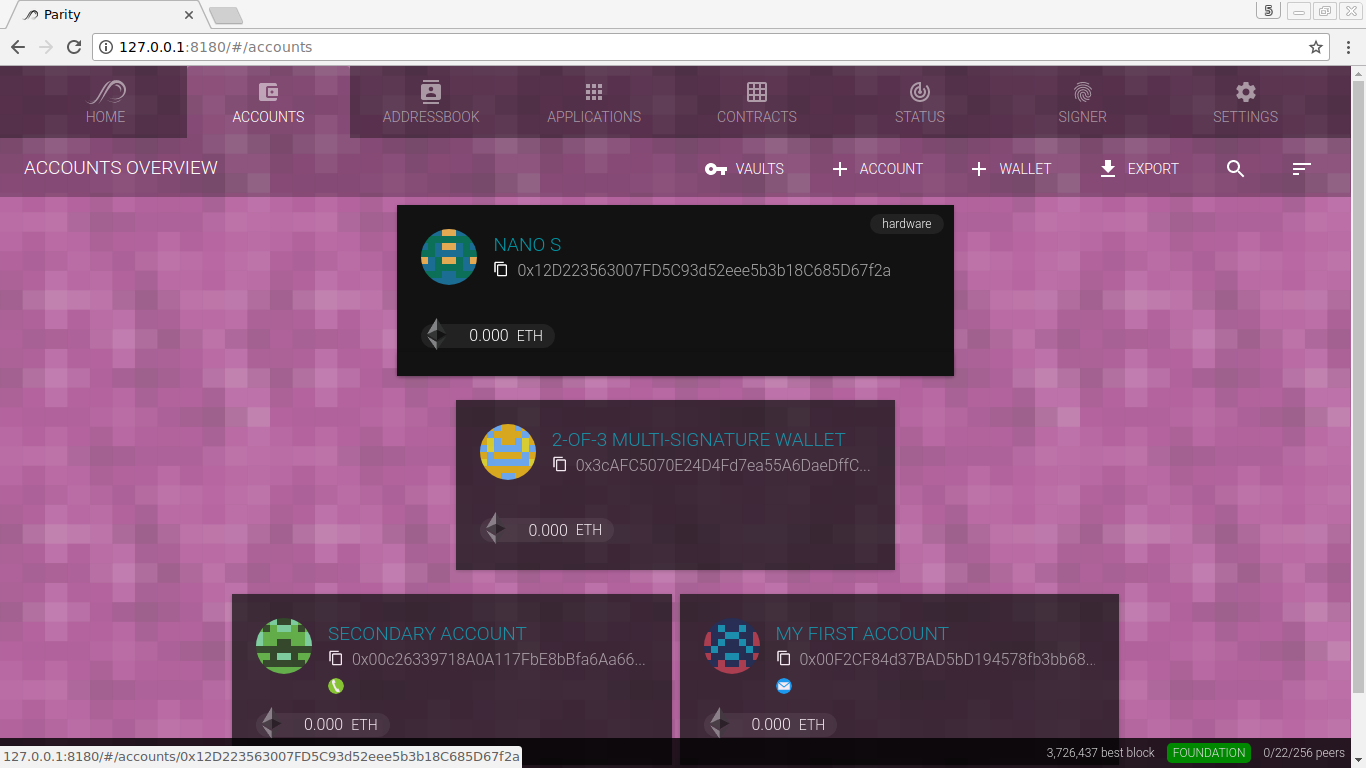 Parity
5
127.0.0.1:8180/#/accounts
HOME
ACCOUNTS
ADDRESSBOOK
APPLICATIONS
CONTRACTS
STATUS
SIGNER
SETTINGS
ACCOUNTS OVERVIEW
VAULTS
ACCOUNT
WALLET
EXPORT
hardware
NANO S
0x12D223563007FD5C93d52eee5b3b18C685D67f2a
0.000 ETH
2-OF-3 MULTI-SIGNATURE WALLET
0x3cAFC5070E24D4Fd7ea55A6DaeDffC...
0.000 ETH
SECONDARY ACCOUNT
0x00c26339718A0A117FbE8bBfa6Aa66...
0.000 ETH
MY FIRST ACCOUNT
0x00F2CF84d37BAD5bD194578fb3bb68...
0.000 ETH
127.0.0.1:8180/#/accounts/0x12D223563007FD5C93d52eee5b3b18C685D67f2a
3,726,437 best block
FOUNDATION
0/22/256 peers